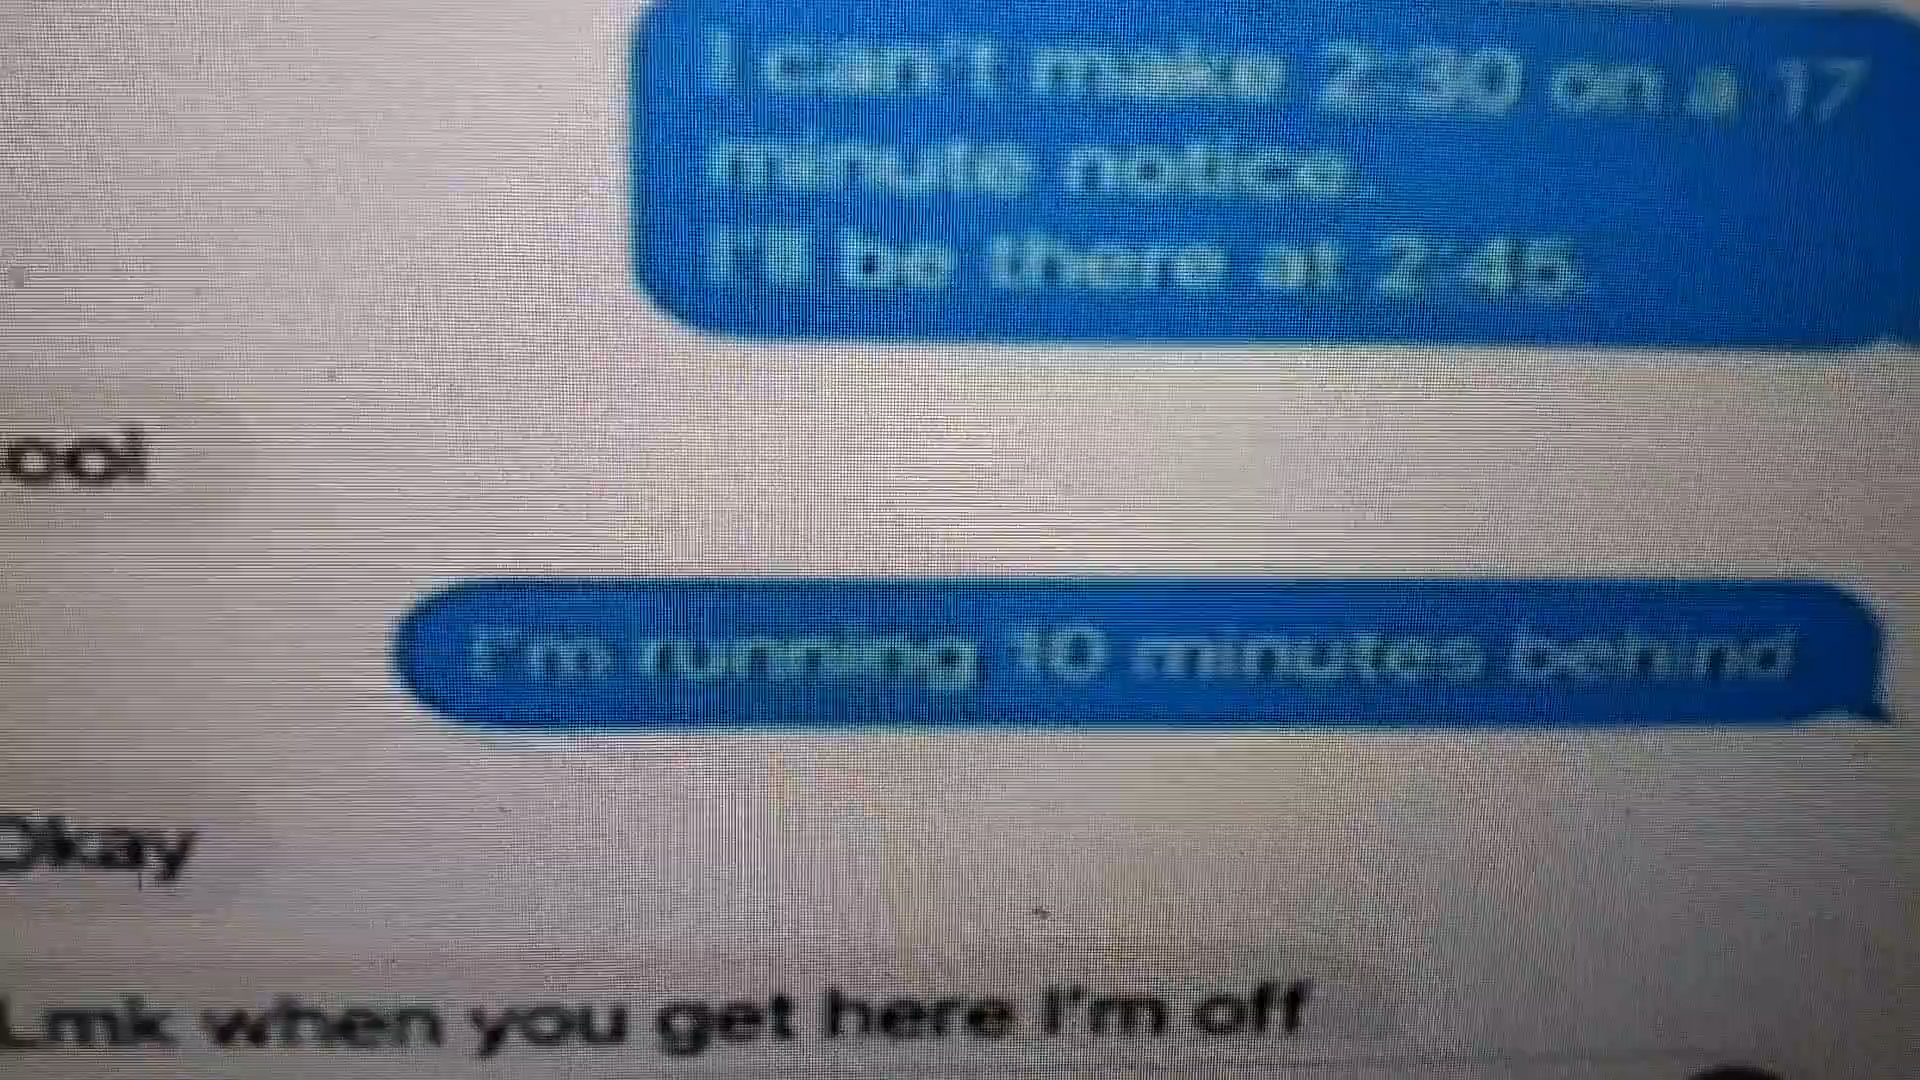 I can't make 2:30 on a 17
minute notice.
I'll be there at 2:45.
ool
I'm running 10 minutes behind
Okay
Lmk when you get here I'm off